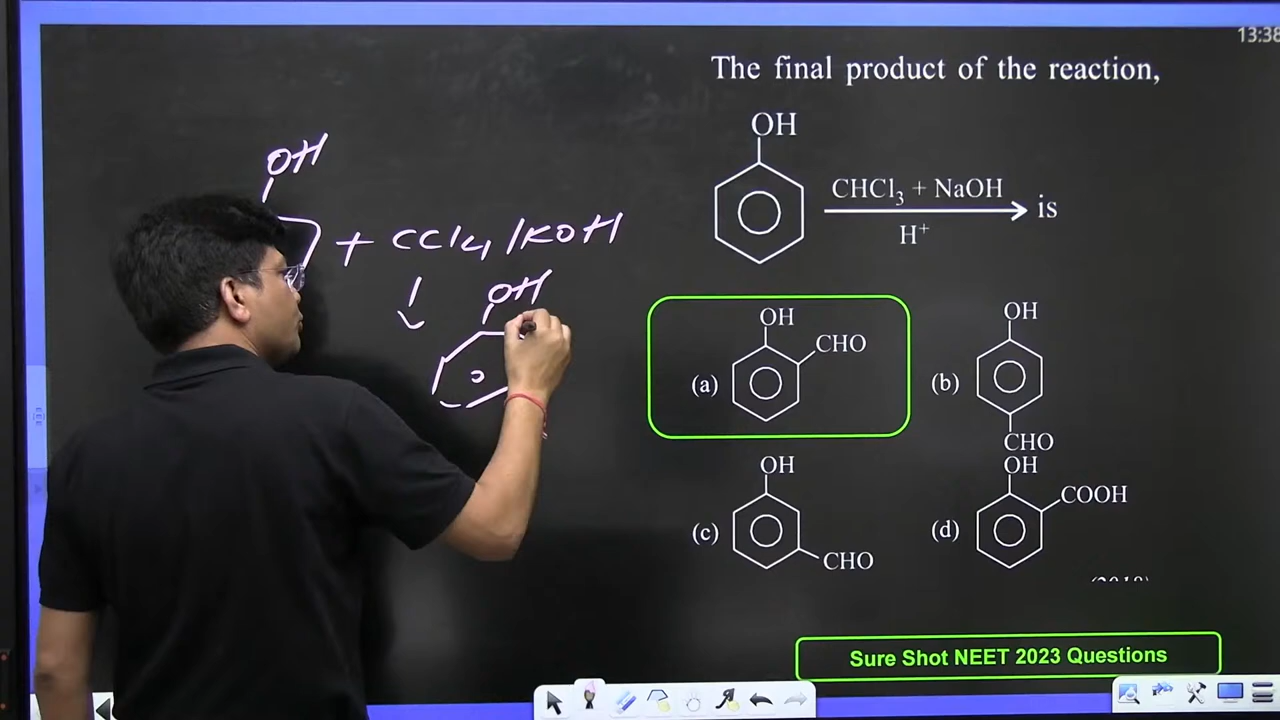 13:38
The final product of the reaction,
OH
CHCl₃ + NaOH
H⁺
is
OH
+ CCl₄ /KOH
OH
(a)
OH
CHO
(b)
OH
CHO
(c)
OH
CHO
(d)
OH
COOH
Sure Shot NEET 2023 Questions